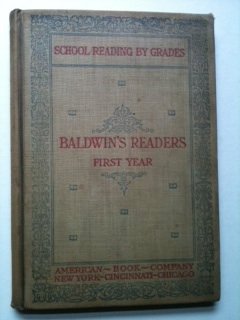 SCHOOL READING BY GRADES
BALDWIN'S READERS
FIRST YEAR
AMERICAN - BOOK - COMPANY
NEW YORK - CINCINNATI - CHICAGO